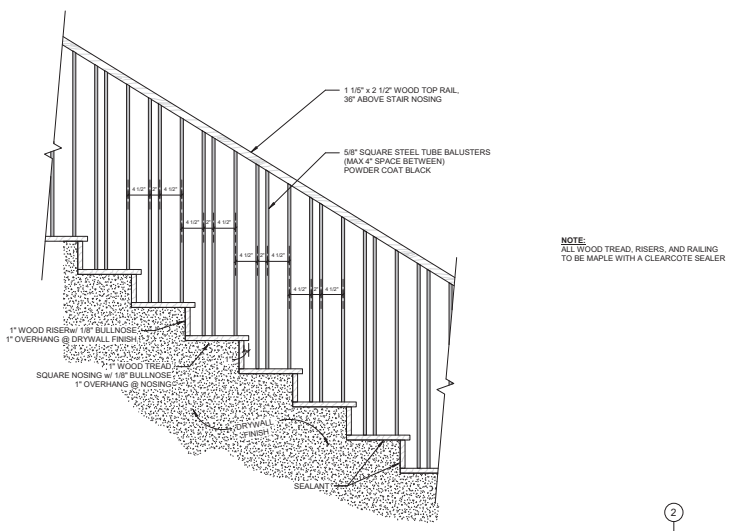 1 1/5" x 2 1/2" WOOD TOP RAIL,
36" ABOVE STAIR NOSING
5/8" SQUARE STEEL TUBE BALUSTERS
(MAX 4" SPACE BETWEEN)
POWDER COAT BLACK
4 1/2" 2" 4 1/2"
4 1/2" 2" 4 1/2"
NOTE:
ALL WOOD TREAD, RISERS, AND RAILING
TO BE MAPLE WITH A CLEARCOTE SEALER
4 1/2" 2" 4 1/2"
4 1/2" 2" 4 1/2"
1" WOOD RISERw/ 1/8" BULLNOSE
1" OVERHANG @ DRYWALL FINISH
1" WOOD TREAD
SQUARE NOSING w/ 1/8" BULLNOSE
1" OVERHANG @ NOSING
DRYWALL
FINISH
SEALANT
2